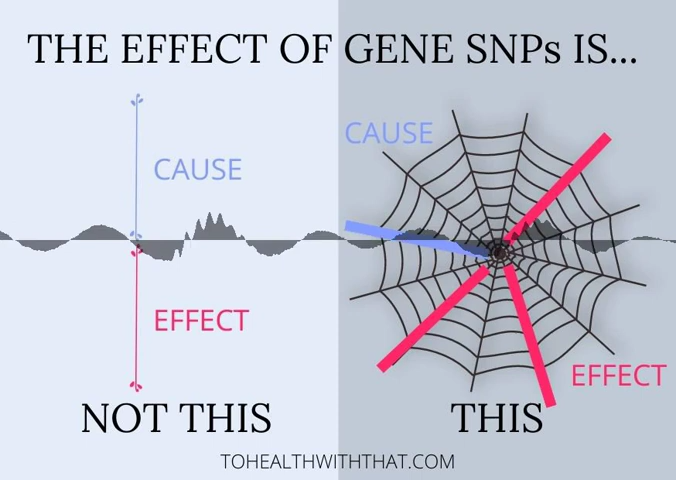 THE EFFECT OF GENE SNPs IS...
CAUSE
EFFECT
NOT THIS
CAUSE
EFFECT
THIS
TOHEALTHWITHTHAT.COM